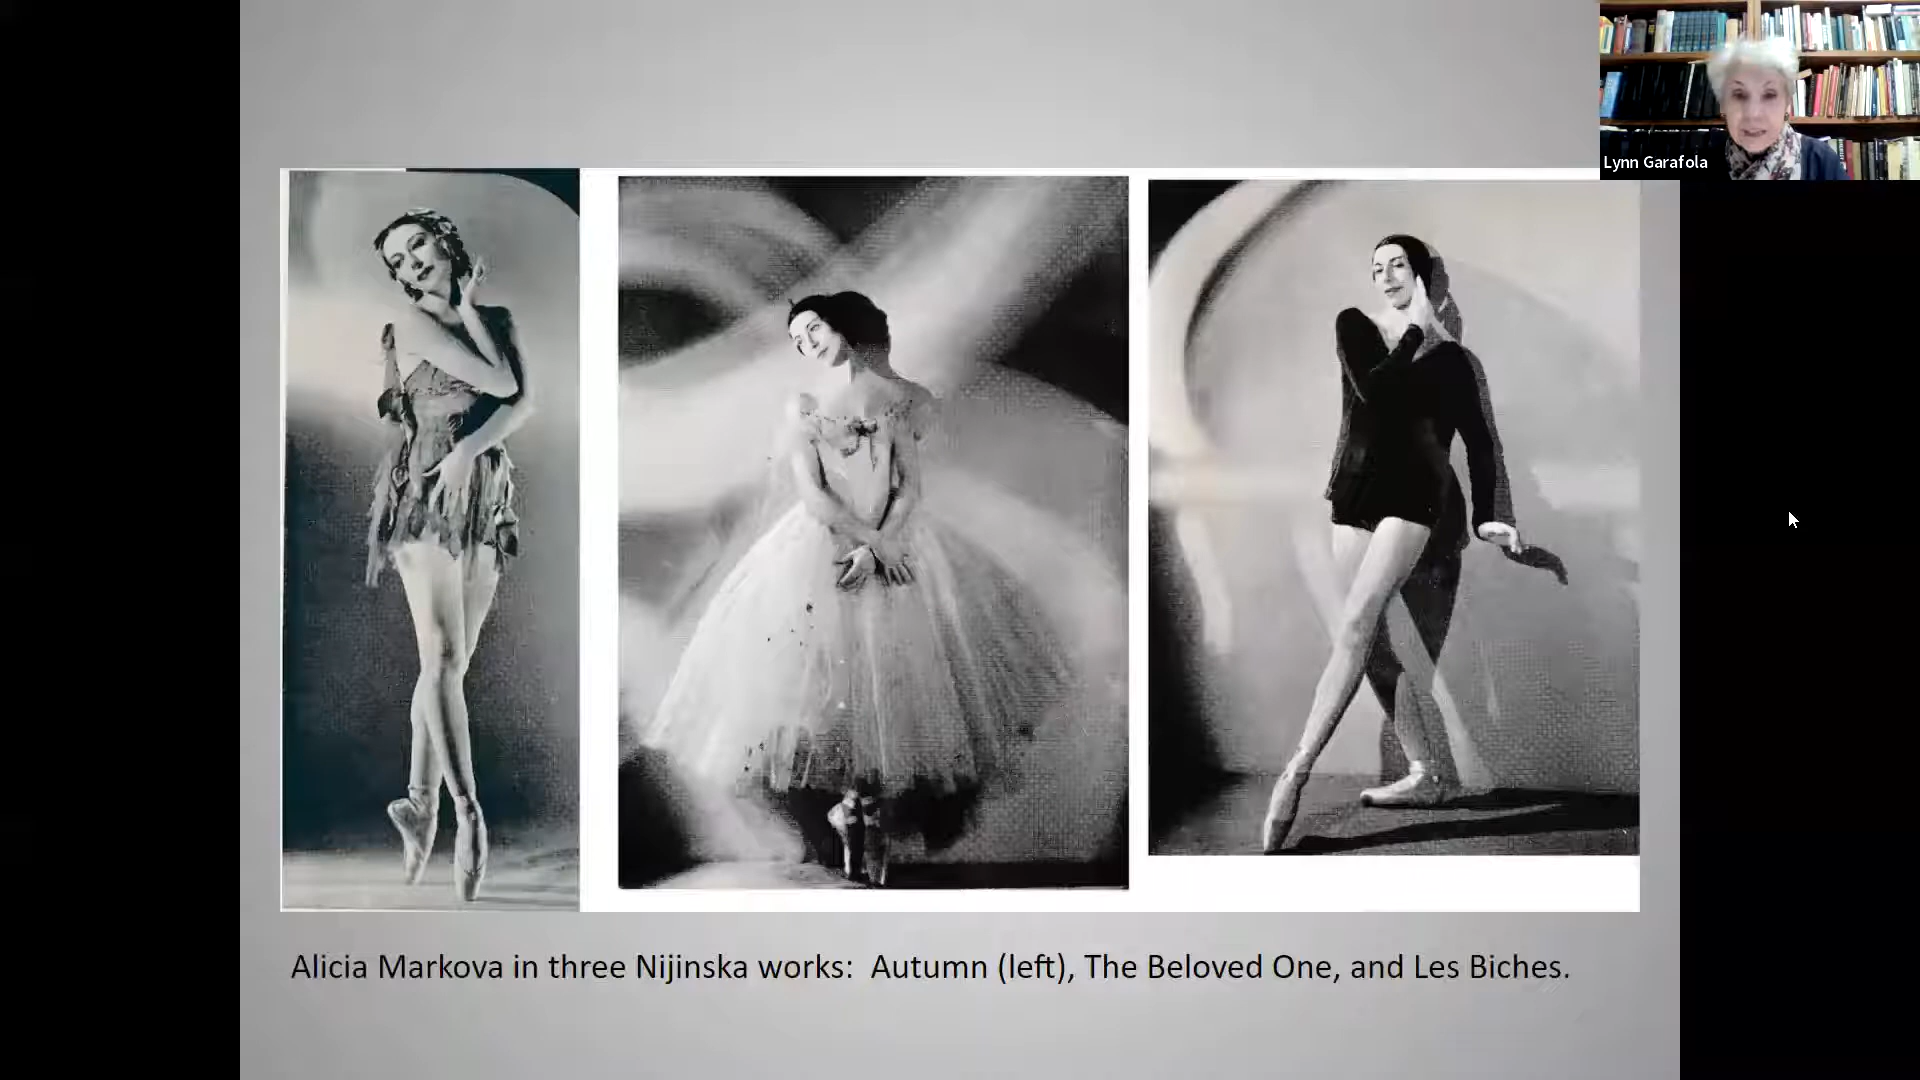 Lynn Garafola
Alicia Markova in three Nijinska works:  Autumn (left), The Beloved One, and Les Biches.